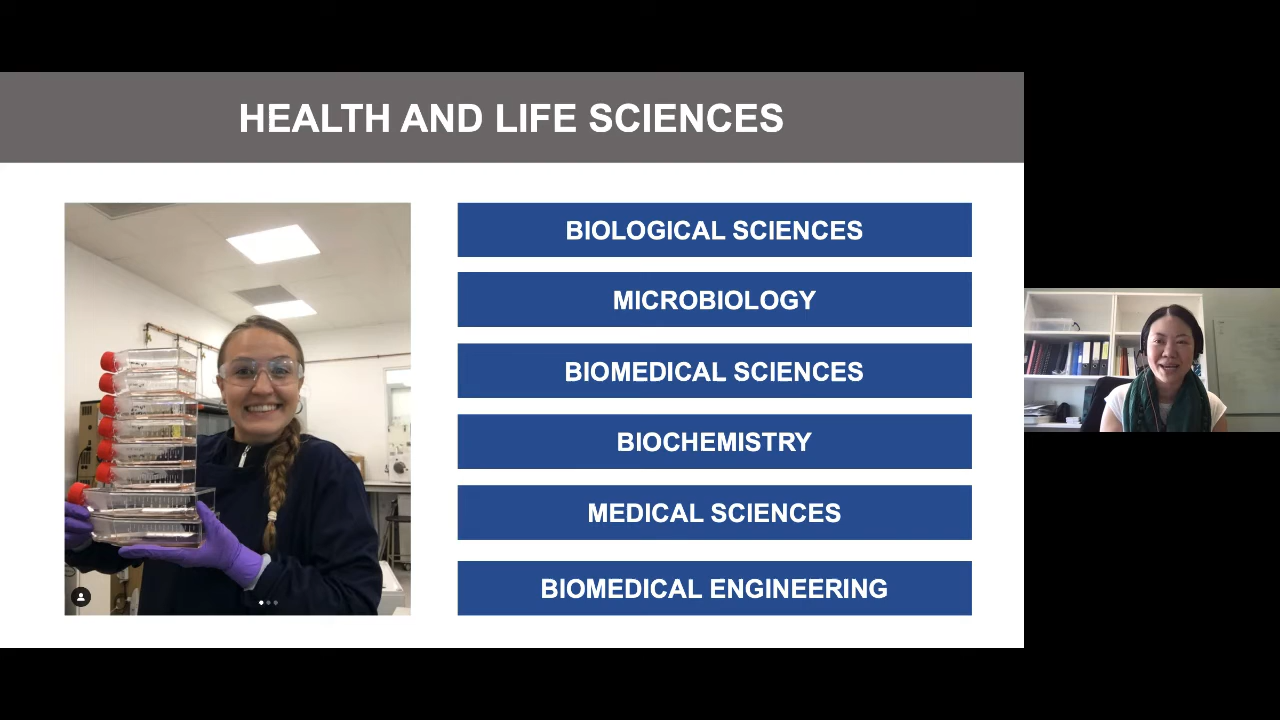 HEALTH AND LIFE SCIENCES
BIOLOGICAL SCIENCES
MICROBIOLOGY
BIOMEDICAL SCIENCES
BIOCHEMISTRY
MEDICAL SCIENCES
BIOMEDICAL ENGINEERING